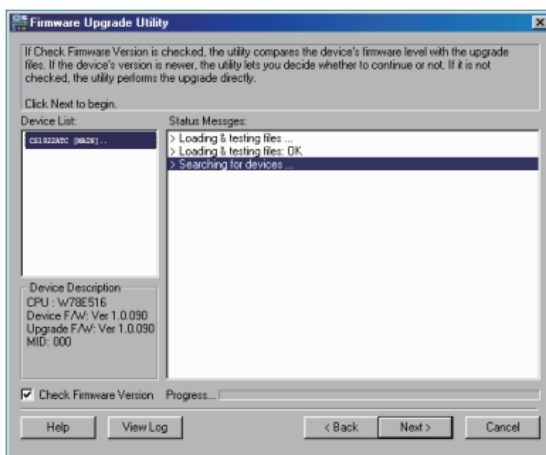 Firmware Upgrade Utility
If Check Firmware Version is checked, the utility compares the device's firmware level with the upgrade
files. If the device's version is newer, the utility lets you decide whether to continue or not. If it is not
checked, the utility performs the upgrade directly.
Click Next to begin.
Device List:
Status Messges:
CS1922ATC [MAIN]..
> Loading & testing files ...
> Loading & testing files: OK
> Searching for devices ...
Device Description
CPU : W78E516
Device F/W: Ver 1.0.090
Upgrade F/W: Ver 1.0.090
MID: 000
Check Firmware Version
Progress...
Help
View Log
< Back
Next >
Cancel